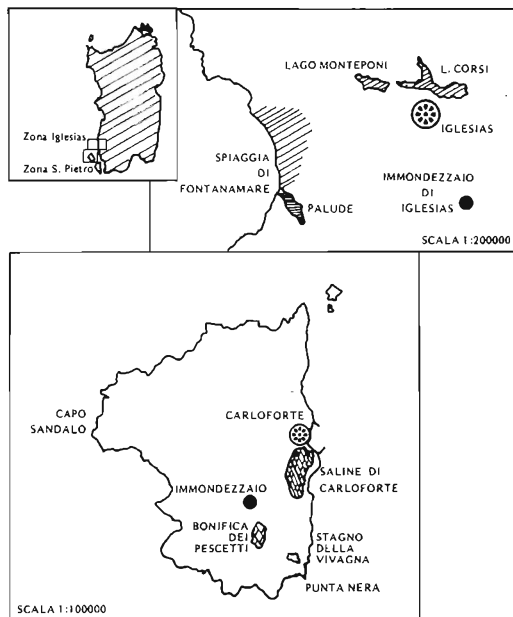 Zona Iglesias
Zona S. Pietro
LAGO MONTEPONI
L. CORSI
IGLESIAS
SPIAGGIA
DI
FONTANAMARE
IMMONDEZZAIO
DI
IGLESIAS
PALUDE
SCALA 1:200000
CAPO
SANDALO
CARLOFORTE
SALINE DI
CARLOFORTE
IMMONDEZZAIO
BONIFICA
DEI
PESCETTI
STAGNO
DELLA
VIVAGNA
PUNTA NERA
SCALA 1:100000